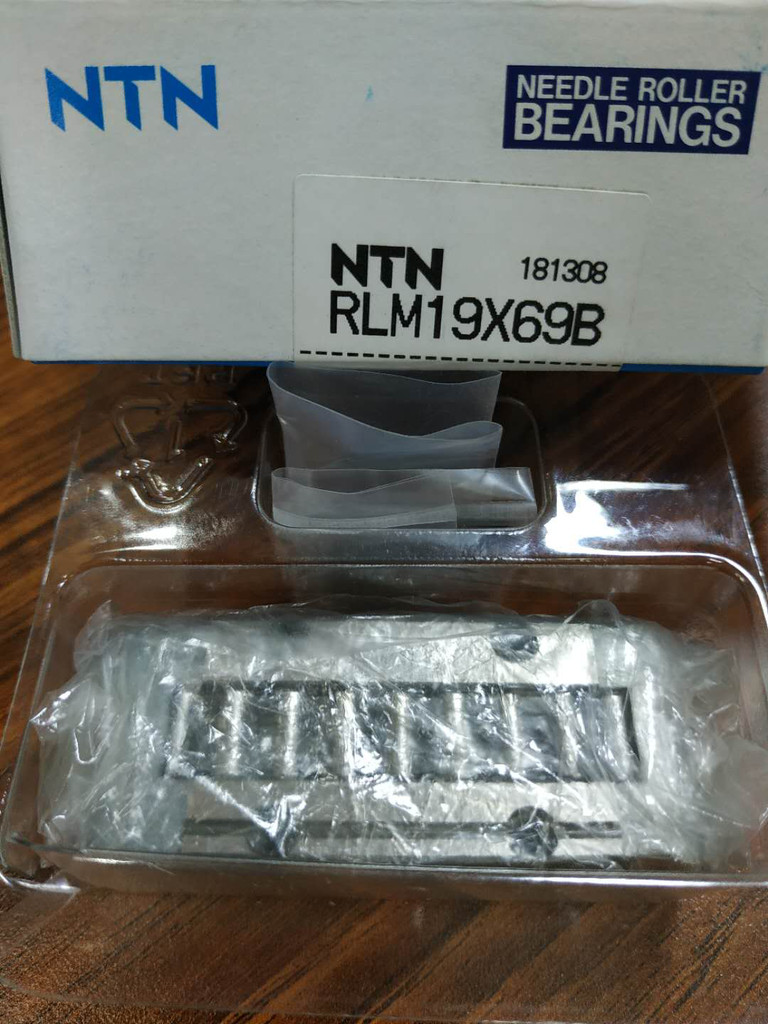 NTN
NEEDLE ROLLER
BEARINGS
NTN 181308
RLM19X69B